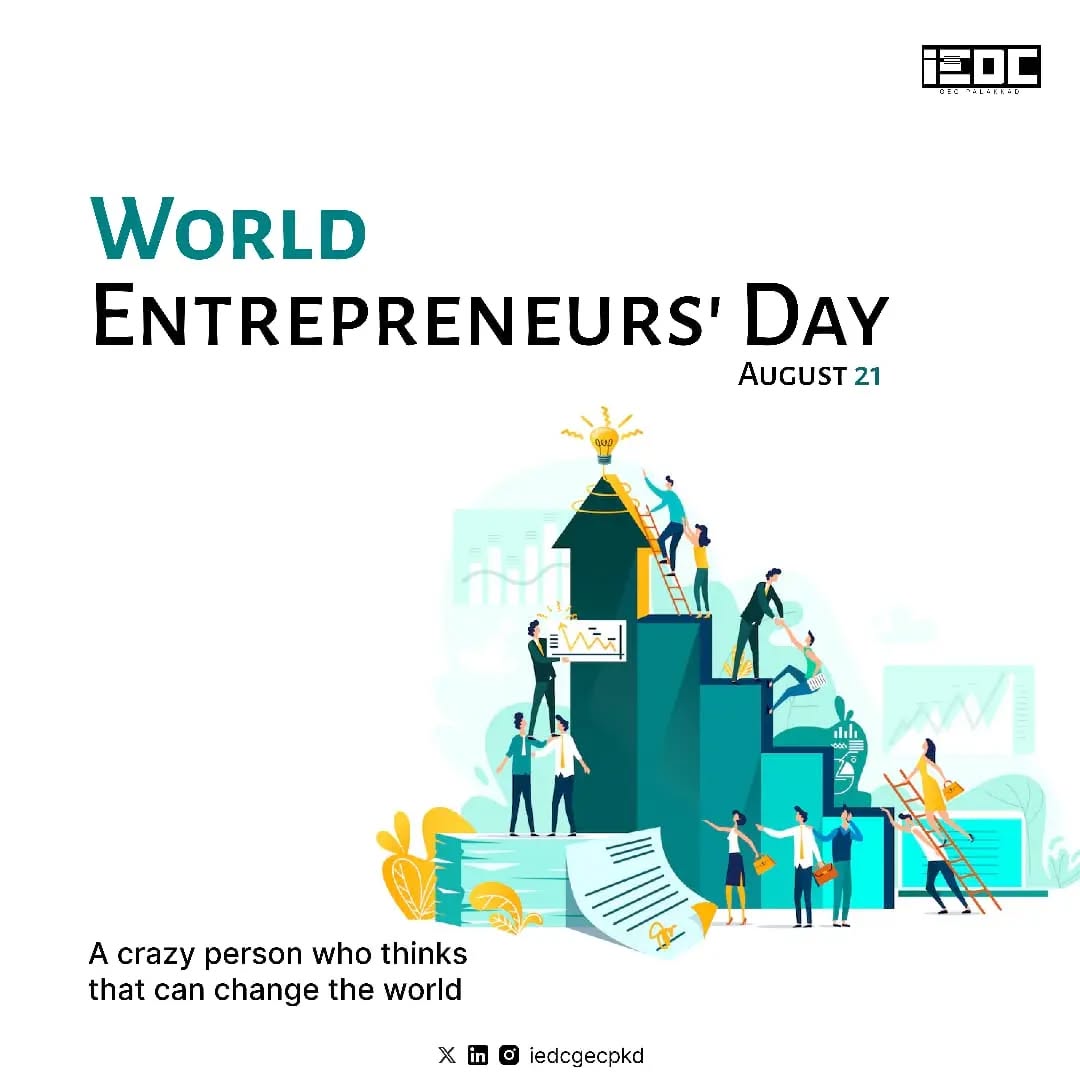 iEDC
GEC PALAKKAD
World
Entrepreneurs' Day
August 21
A crazy person who thinks
that can change the world
iedcgecpkd